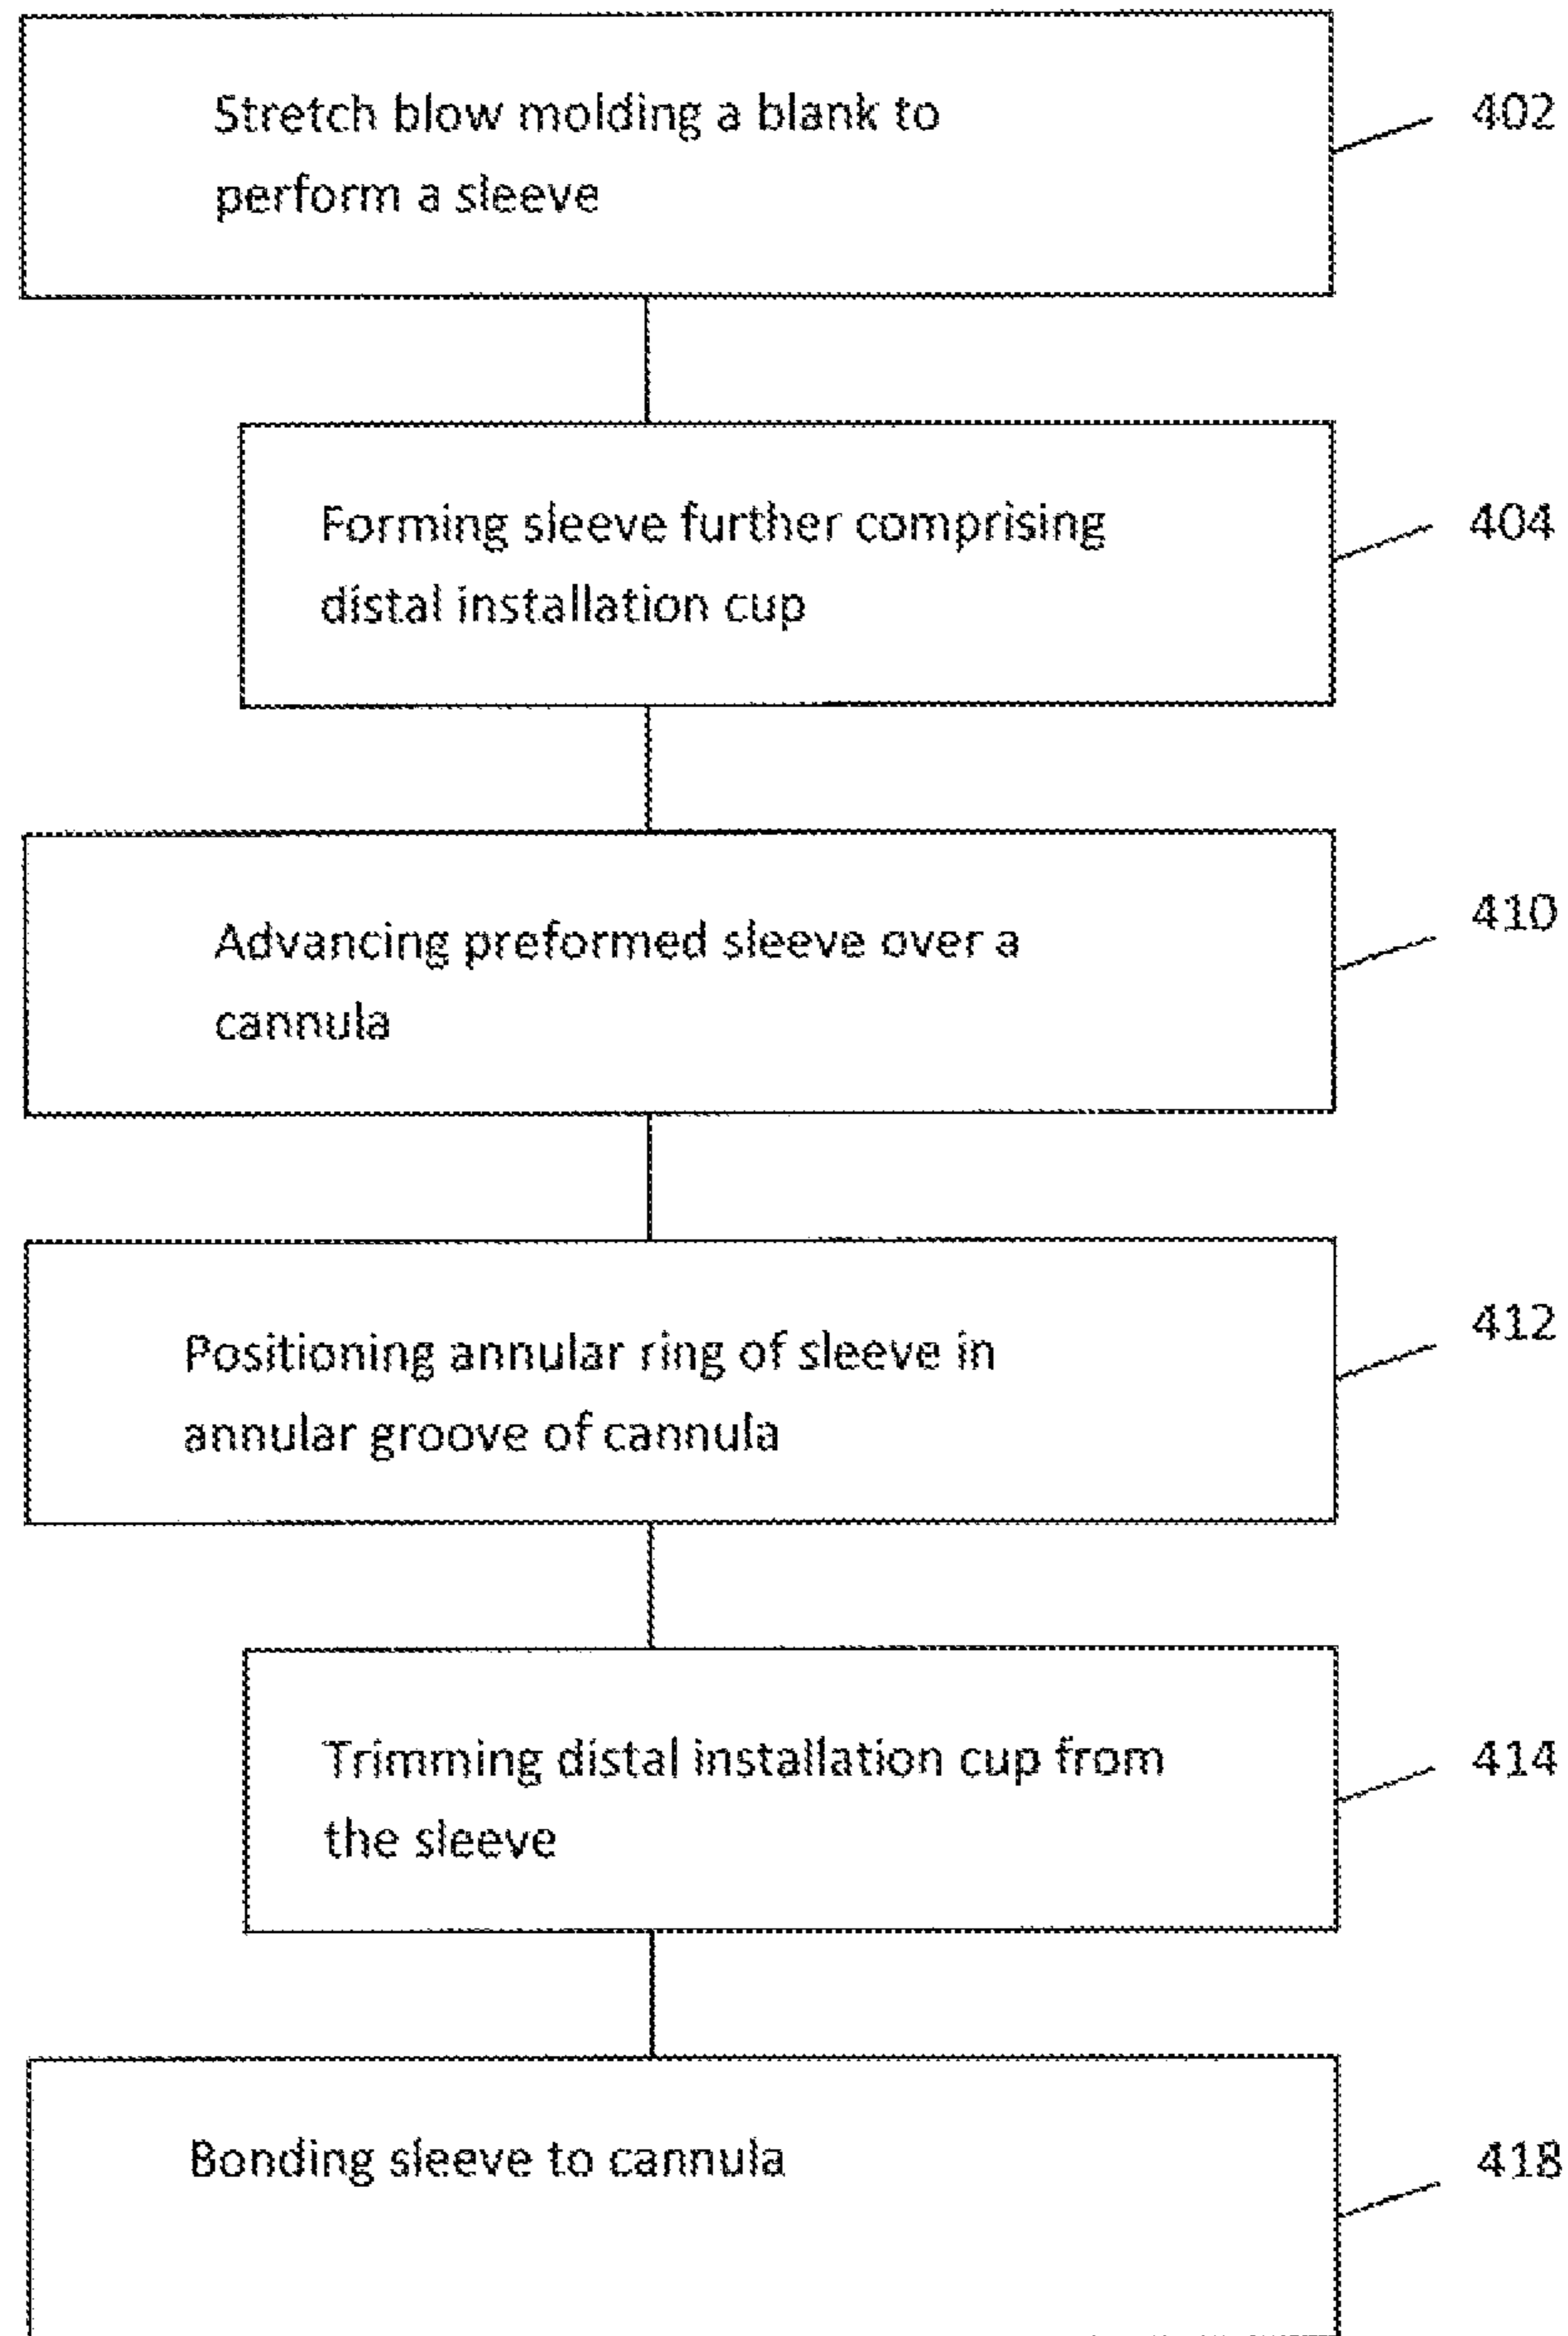 Stretch blow molding a blank to
perform a sleeve
402
Forming sleeve further comprising
distal installation cup
404
Advancing preformed sleeve over a
cannula
410
Positioning annular ring of sleeve in
annular groove of cannula
412
Trimming distal installation cup from
the sleeve
414
Bonding sleeve to cannula
418